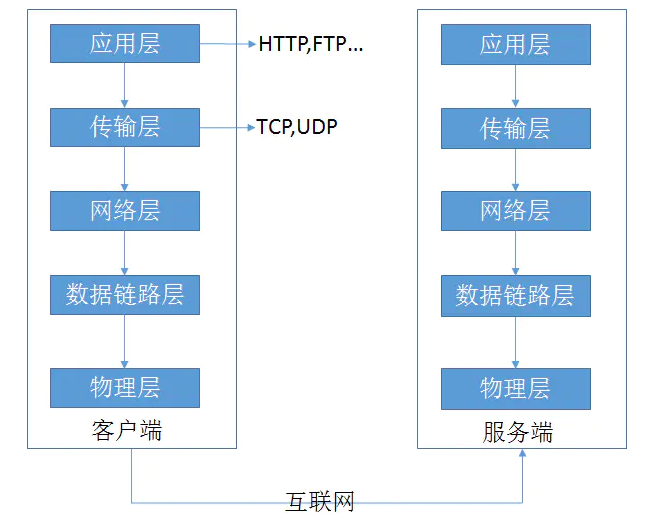 应用层
HTTP,FTP...
传输层
TCP,UDP
网络层
数据链路层
物理层
客户端
应用层
传输层
网络层
数据链路层
物理层
服务端
互联网